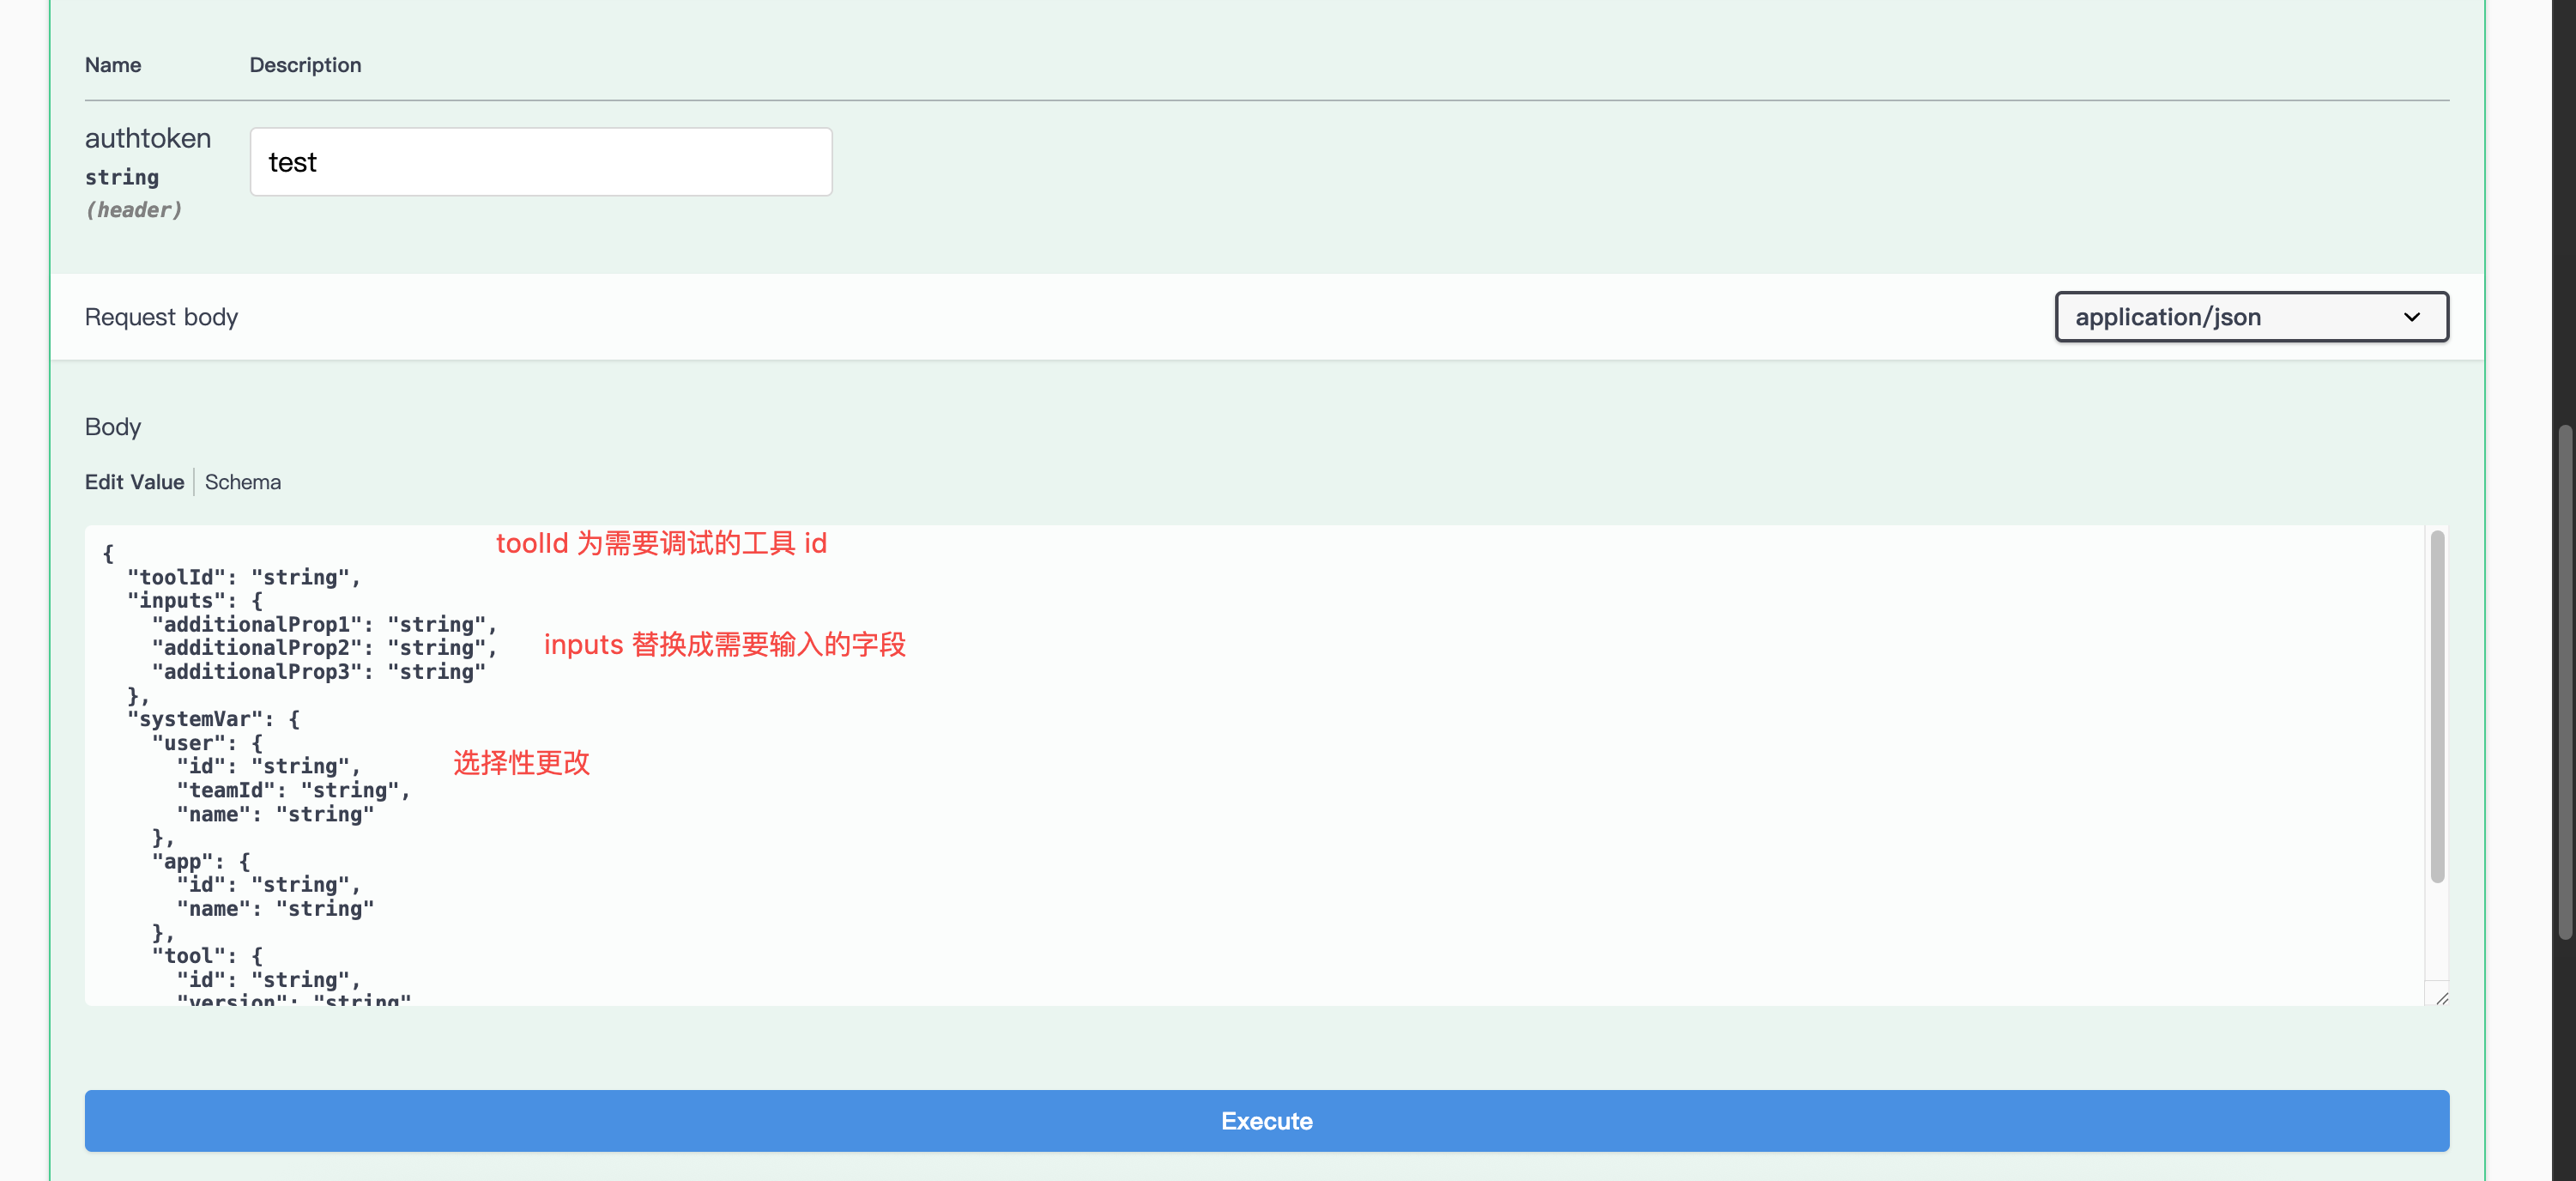 Name Description
authtoken
test
string
(header)
Request body
application/json
Body
Edit Value Schema
toolId 为需要调试的工具 id
{
"toolId": "string",
"inputs": {
"additionalProp1": "string",
"additionalProp2": "string",
inputs 替换成需要输入的字段
"additionalProp3": "string"
},
"systemVar": {
"user": {
"id": "string",
选择性更改
"teamId": "string",
"name": "string"
},
"app": {
"id": "string",
"name": "string"
},
"tool": {
"id": "string",
"version": "string"
Execute